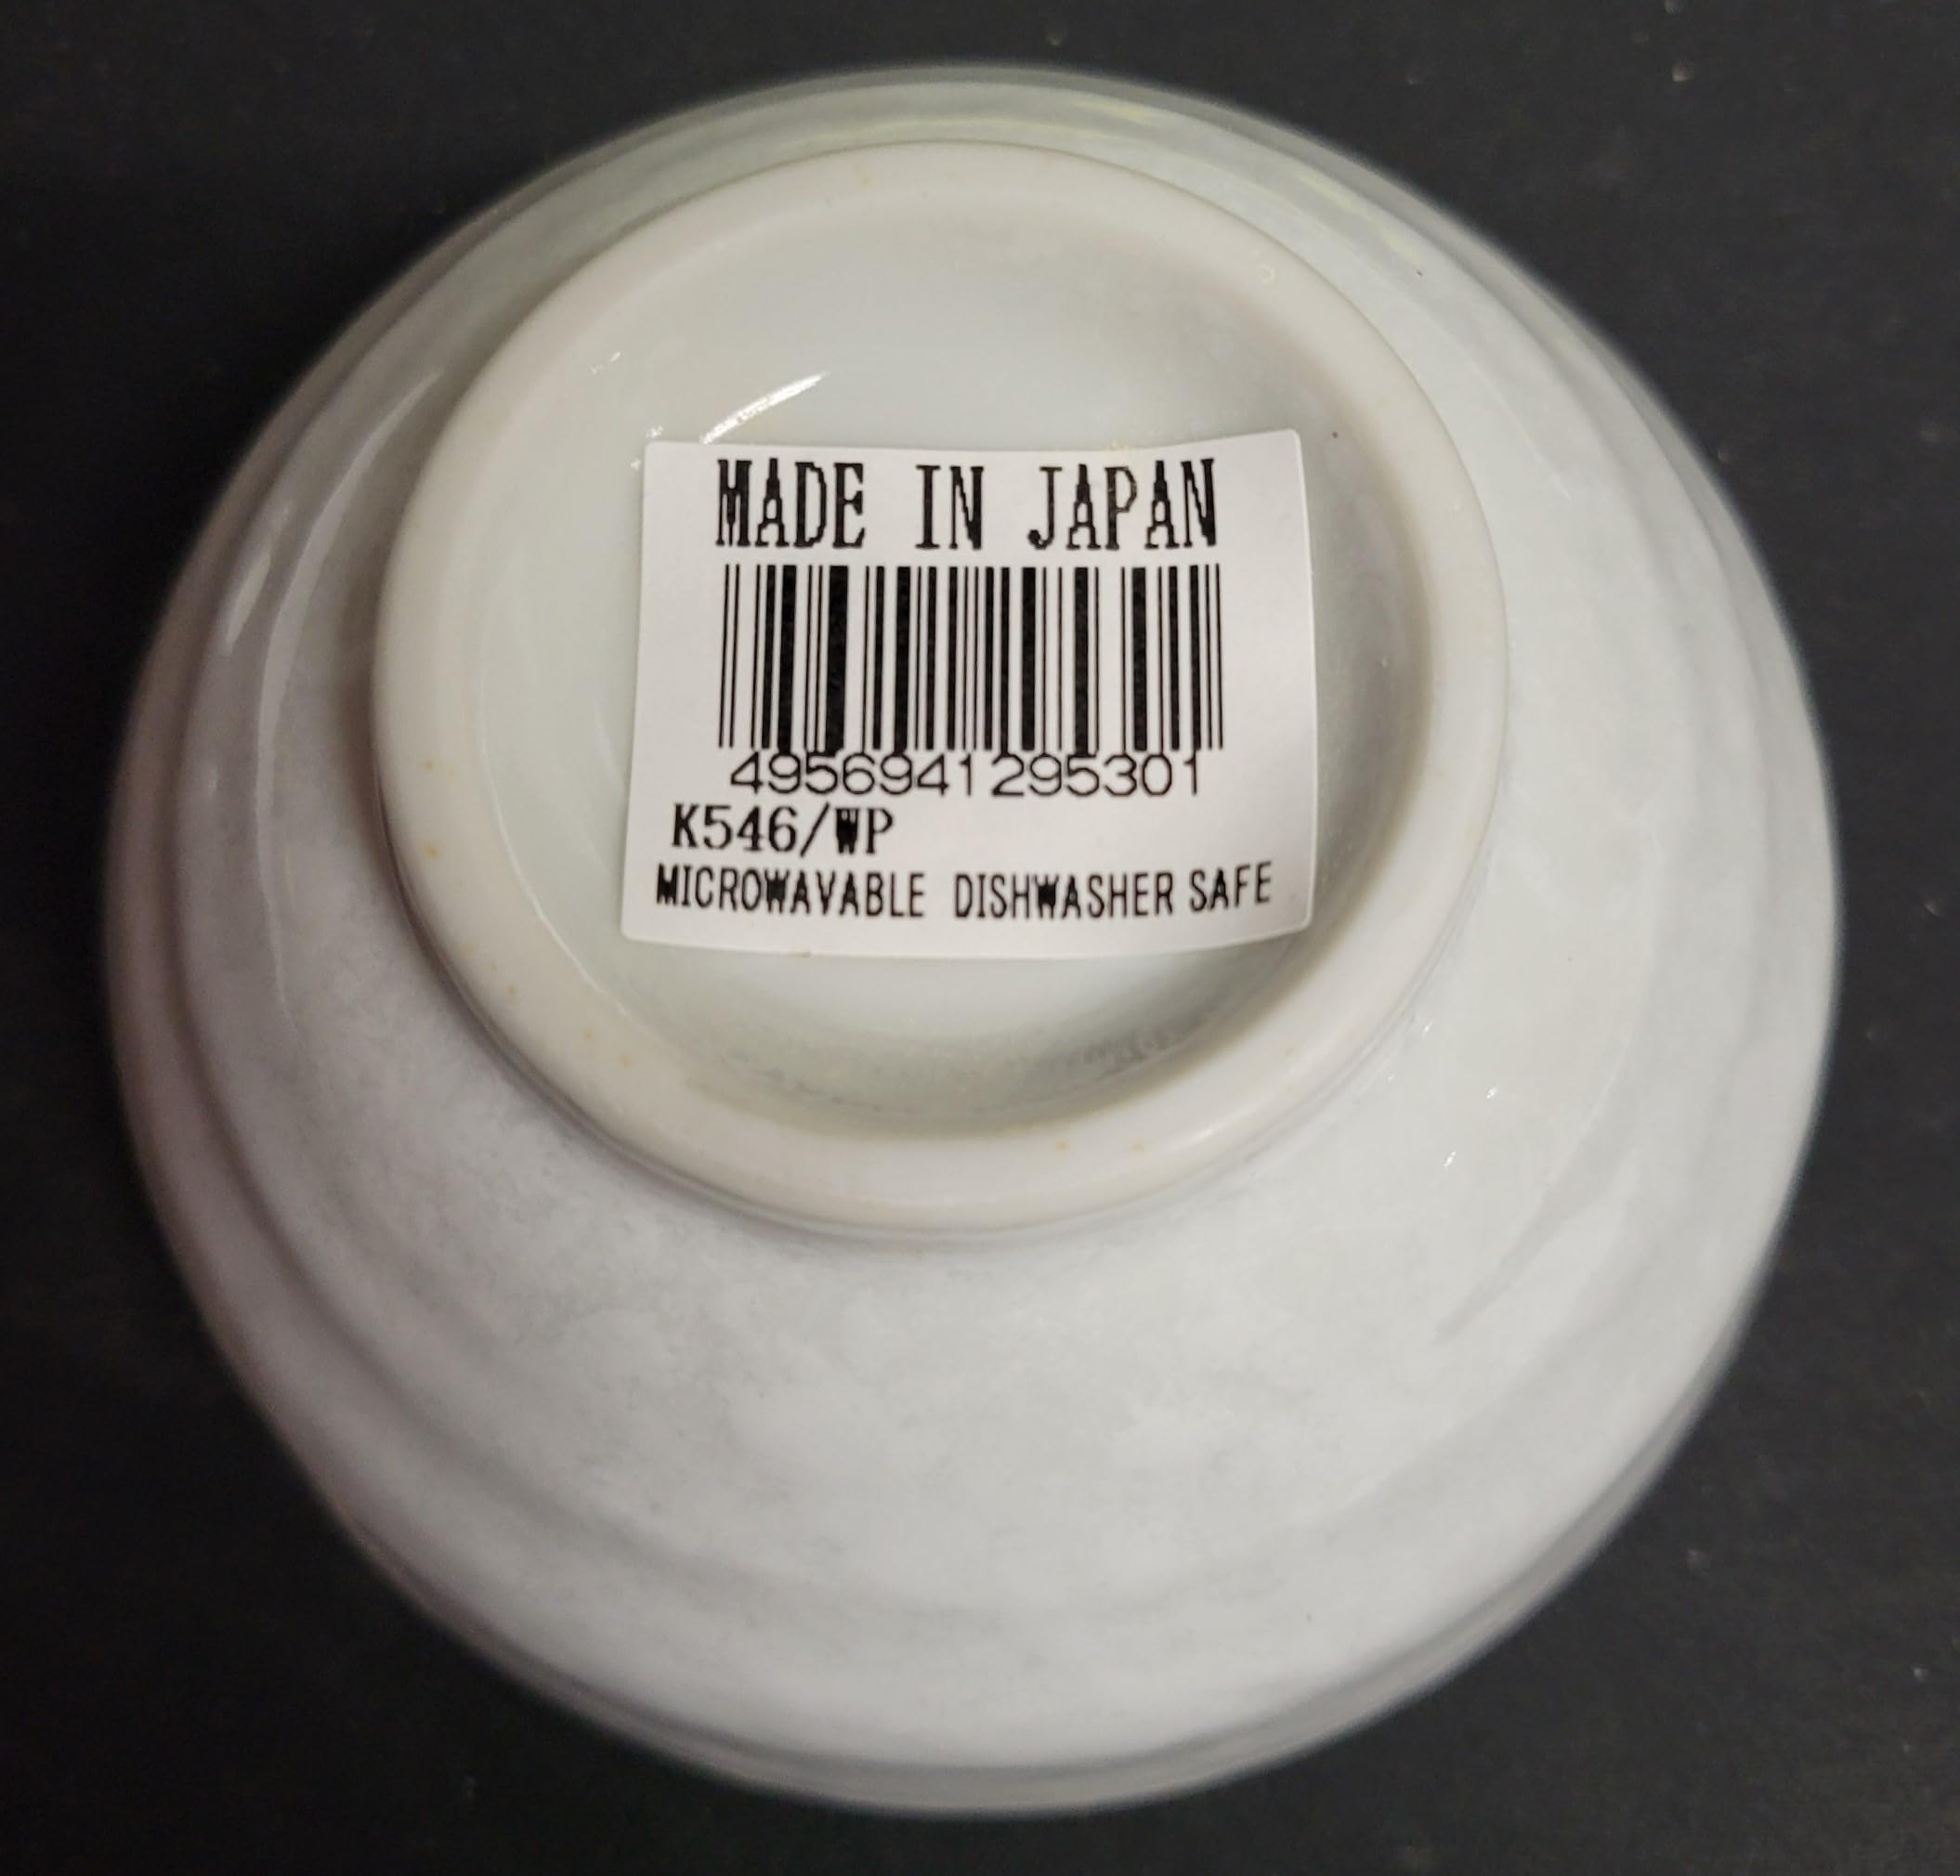 MADE IN JAPAN
4956941295301
K546/WP
MICROWAVABLE DISHWASHER SAFE